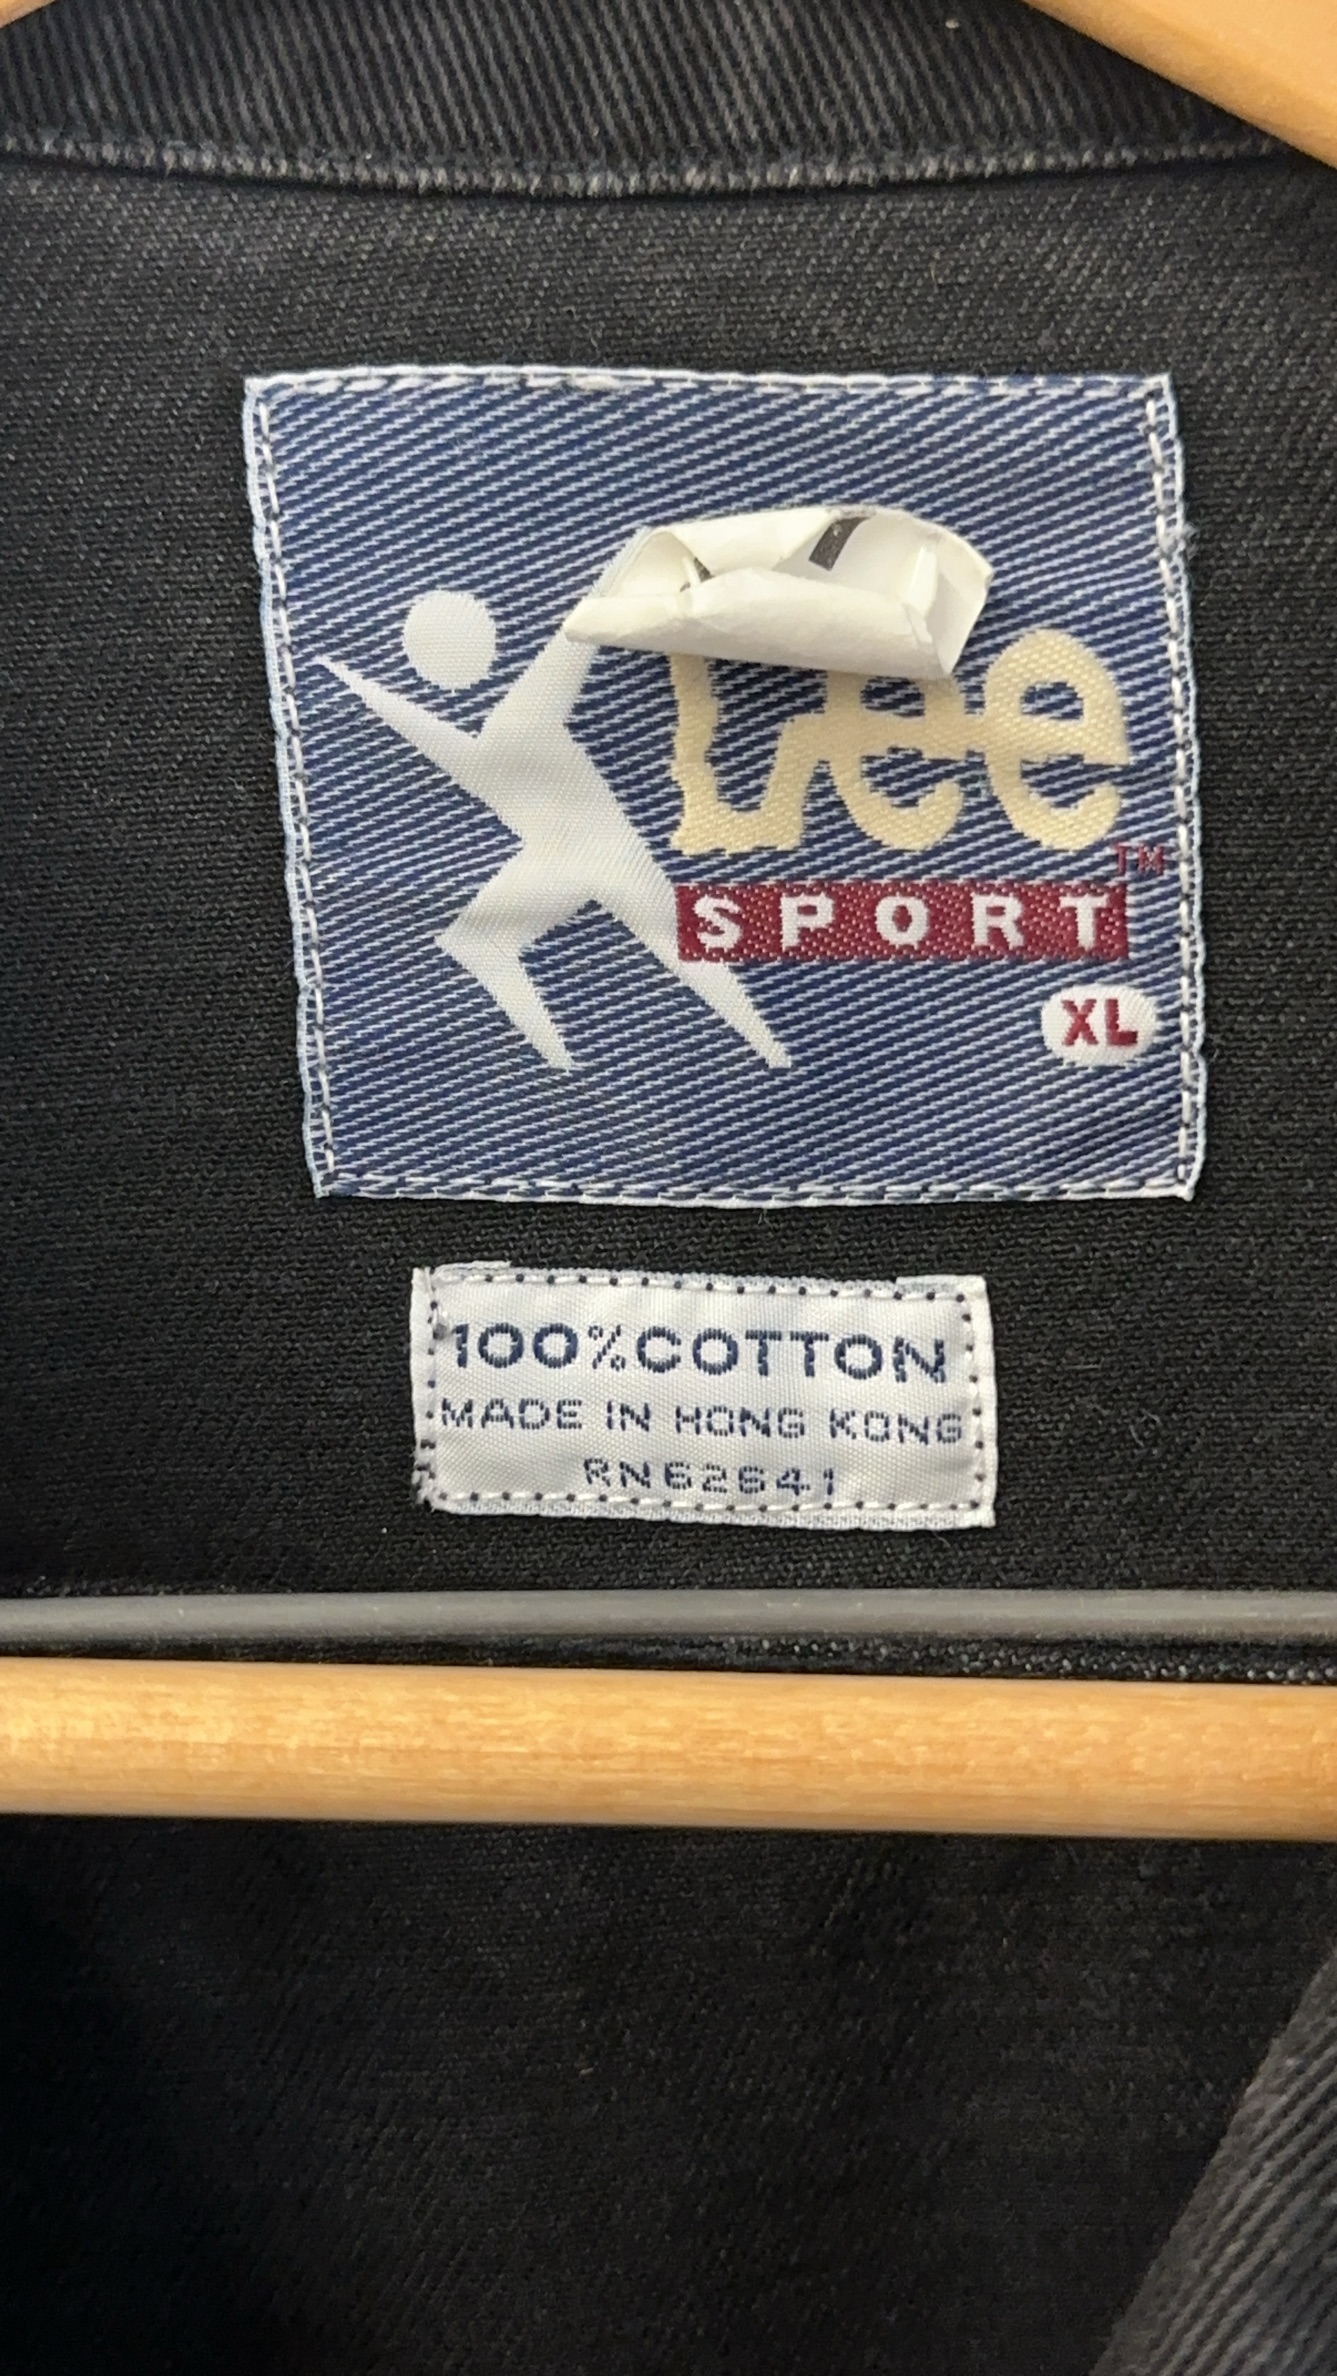 Lee
TM
SPORT
XL
100%COTTON
MADE IN HONG KONG
RN62641